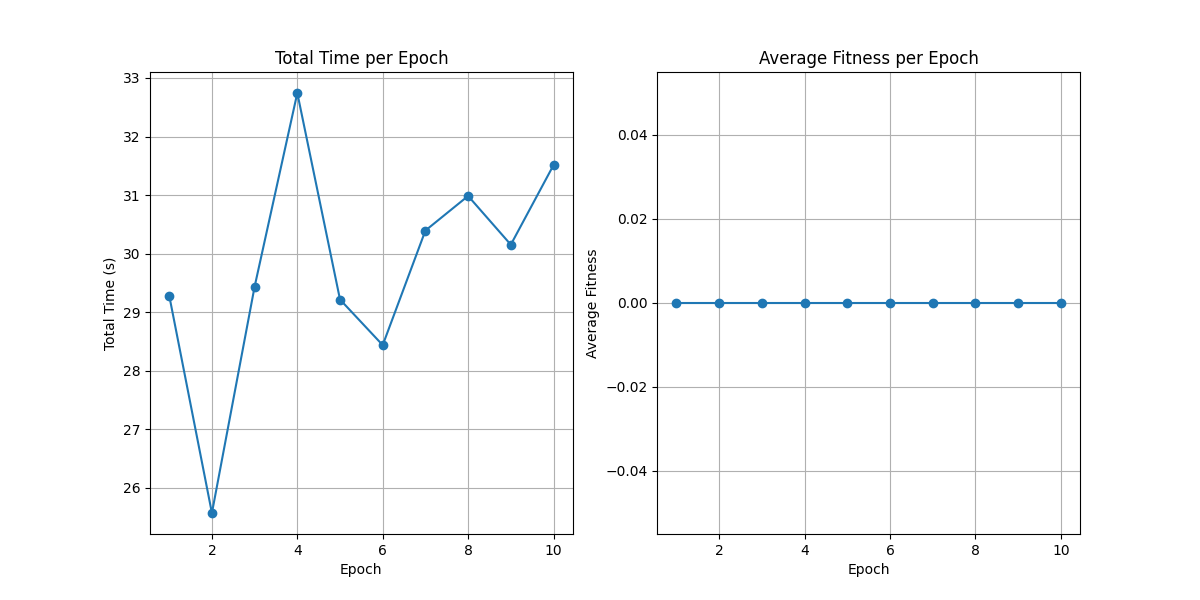 Total Time per Epoch
33
32
31
30
29
28
27
26
Total Time (s)
2 4 6 8 10
Epoch
Average Fitness per Epoch
0.04
0.02
0.00
−0.02
−0.04
Average Fitness
2 4 6 8 10
Epoch